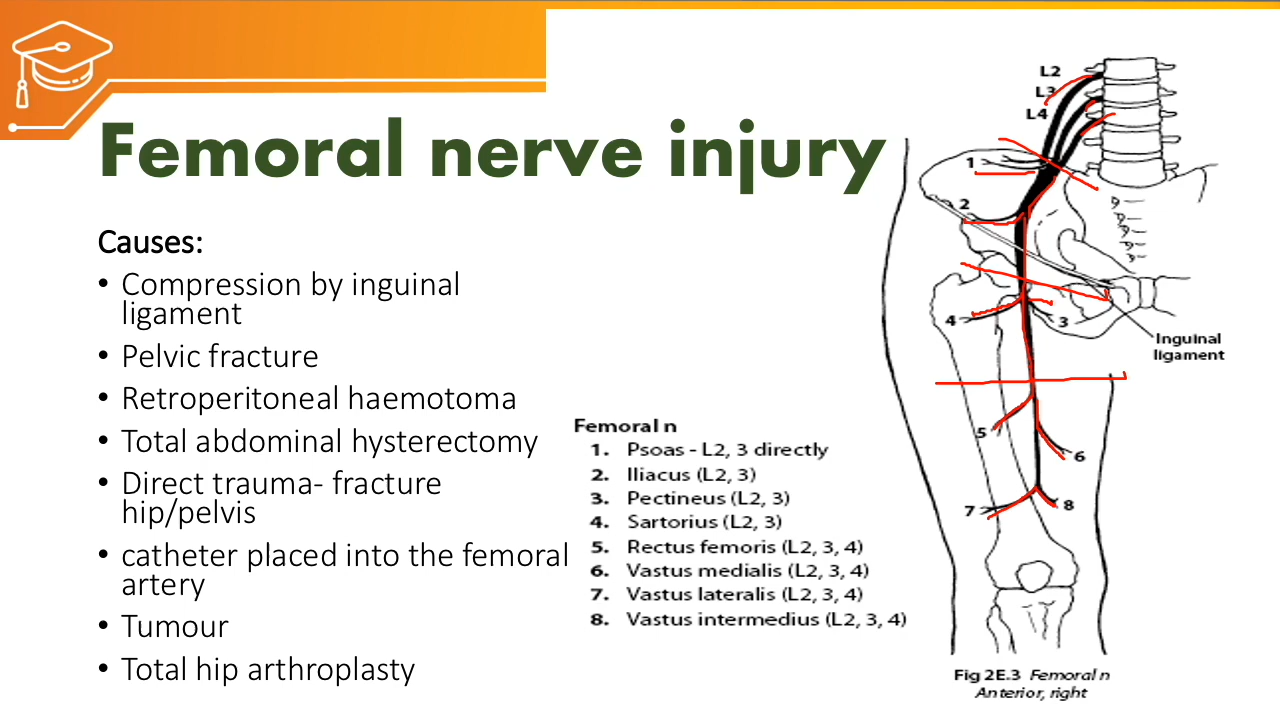 Femoral nerve injury
Causes:
• Compression by inguinal
ligament
• Pelvic fracture
• Retroperitoneal haemotoma
• Total abdominal hysterectomy
• Direct trauma- fracture
hip/pelvis
• catheter placed into the femoral
artery
• Tumour
• Total hip arthroplasty
Femoral n
1. Psoas - L2, 3 directly
2. Iliacus (L2, 3)
3. Pectineus (L2, 3)
4. Sartorius (L2, 3)
5. Rectus femoris (L2, 3, 4)
6. Vastus medialis (L2, 3, 4)
7. Vastus lateralis (L2, 3, 4)
8. Vastus intermedius (L2, 3, 4)
L2
L3
L4
1
2
4
3
Inguinal
ligament
5
6
7
8
Fig 2E.3 Femoral n
Anterior, right